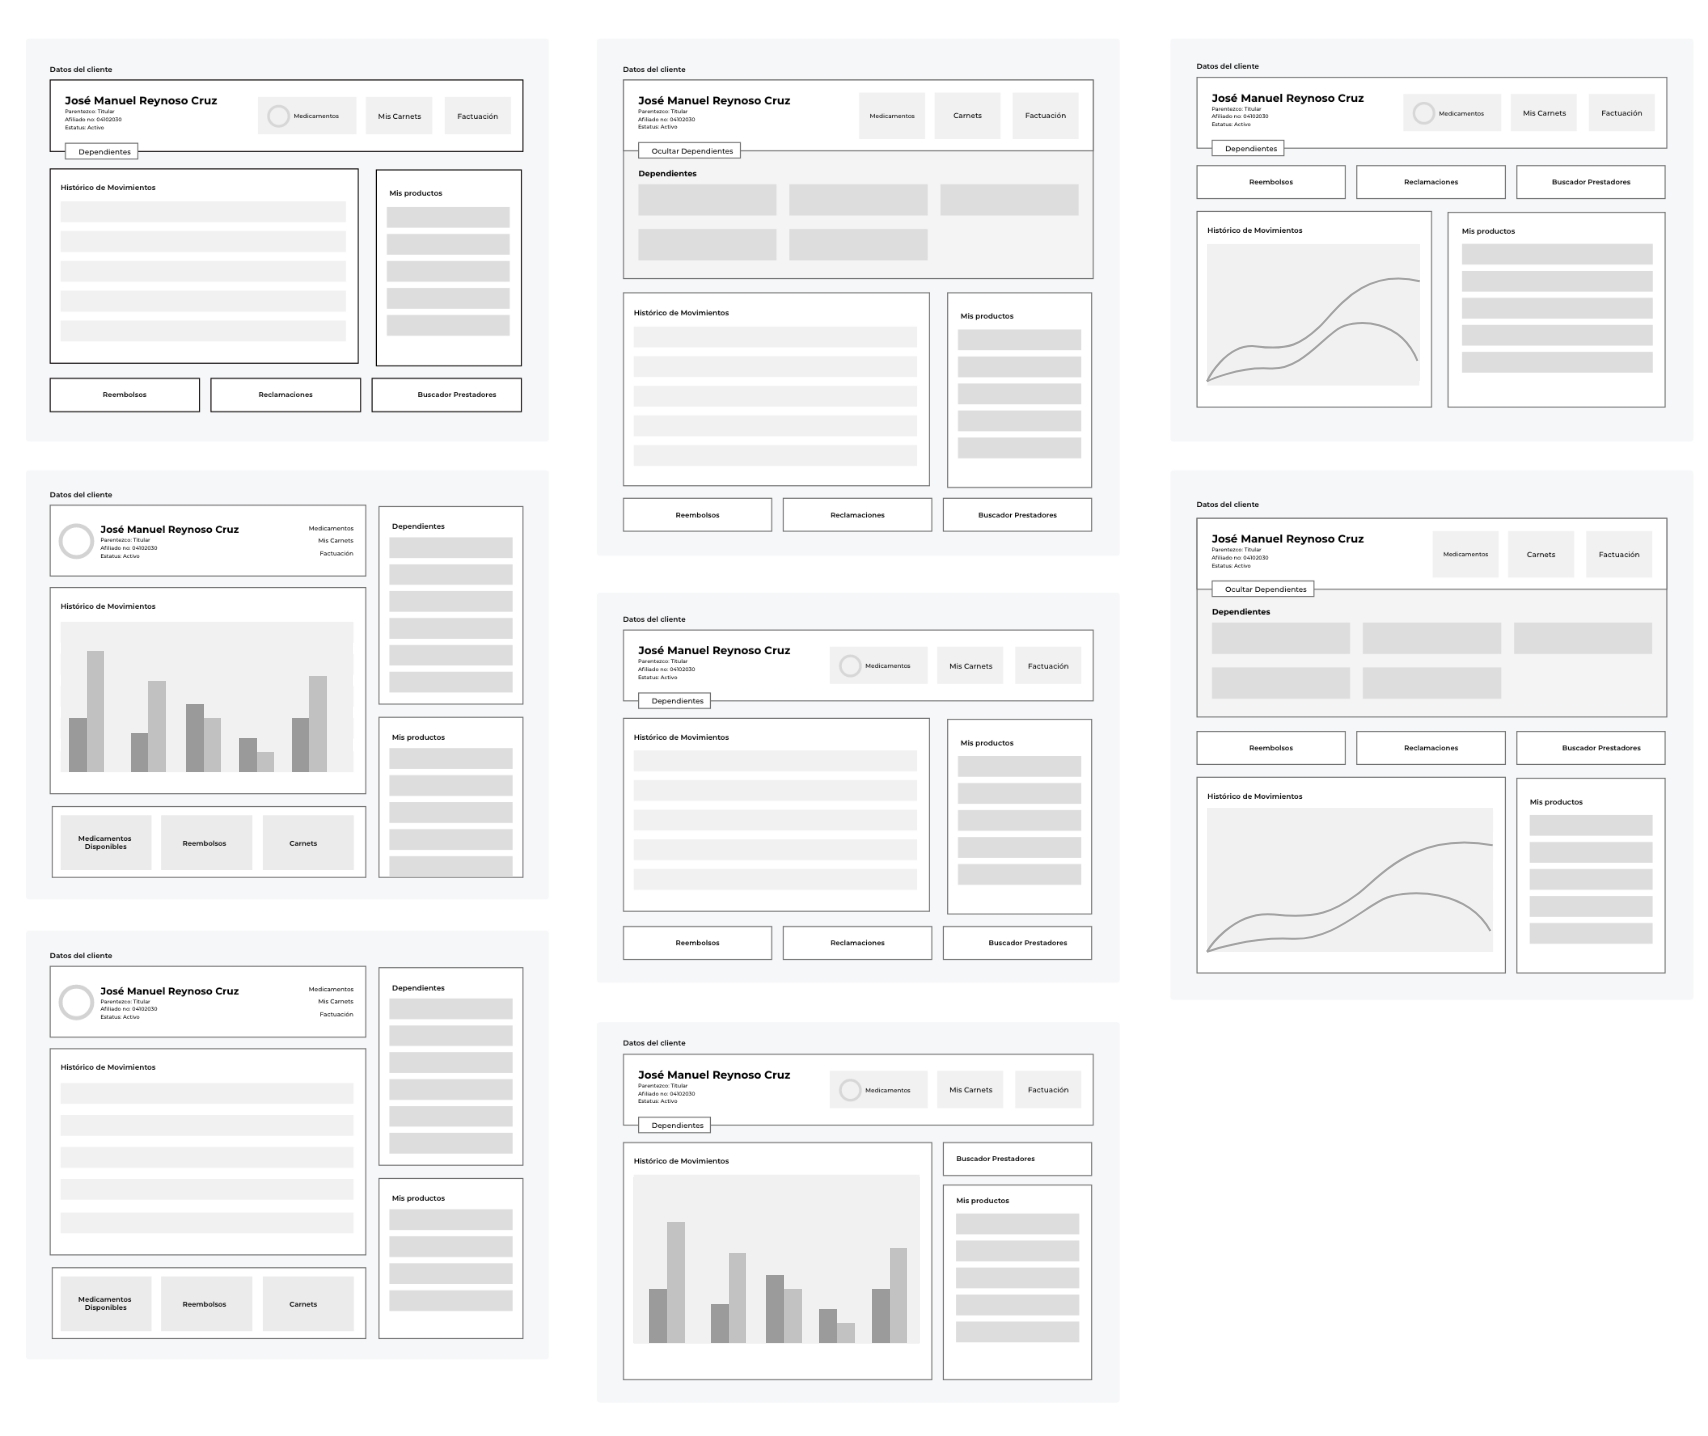 Datos del cliente
José Manuel Reynoso Cruz
Parentezco: Titular
Afiliado no: 04102030
Estatus: Activo
Medicamentos
Mis Carnets
Factuación
Dependientes
Histórico de Movimientos
Mis productos
Reembolsos
Reclamaciones
Buscador Prestadores
Datos del cliente
José Manuel Reynoso Cruz
Parentezco: Titular
Afiliado no: 04102030
Estatus: Activo
Medicamentos
Mis Carnets
Factuación
Dependientes
Histórico de Movimientos
Mis productos
Medicamentos
Disponibles
Reembolsos
Carnets
Datos del cliente
José Manuel Reynoso Cruz
Parentezco: Titular
Afiliado no: 04102030
Estatus: Activo
Medicamentos
Mis Carnets
Factuación
Dependientes
Histórico de Movimientos
Mis productos
Medicamentos
Disponibles
Reembolsos
Carnets
Datos del cliente
José Manuel Reynoso Cruz
Parentezco: Titular
Afiliado no: 04102030
Estatus: Activo
Medicamentos
Carnets
Factuación
Ocultar Dependientes
Dependientes
Histórico de Movimientos
Mis productos
Reembolsos
Reclamaciones
Buscador Prestadores
Datos del cliente
José Manuel Reynoso Cruz
Parentezco: Titular
Afiliado no: 04102030
Estatus: Activo
Medicamentos
Mis Carnets
Factuación
Dependientes
Histórico de Movimientos
Mis productos
Reembolsos
Reclamaciones
Buscador Prestadores
Datos del cliente
José Manuel Reynoso Cruz
Parentezco: Titular
Afiliado no: 04102030
Estatus: Activo
Medicamentos
Mis Carnets
Factuación
Dependientes
Histórico de Movimientos
Buscador Prestadores
Mis productos
Datos del cliente
José Manuel Reynoso Cruz
Parentezco: Titular
Afiliado no: 04102030
Estatus: Activo
Medicamentos
Mis Carnets
Factuación
Dependientes
Reembolsos
Reclamaciones
Buscador Prestadores
Histórico de Movimientos
Mis productos
Datos del cliente
José Manuel Reynoso Cruz
Parentezco: Titular
Afiliado no: 04102030
Estatus: Activo
Medicamentos
Carnets
Factuación
Ocultar Dependientes
Dependientes
Reembolsos
Reclamaciones
Buscador Prestadores
Histórico de Movimientos
Mis productos